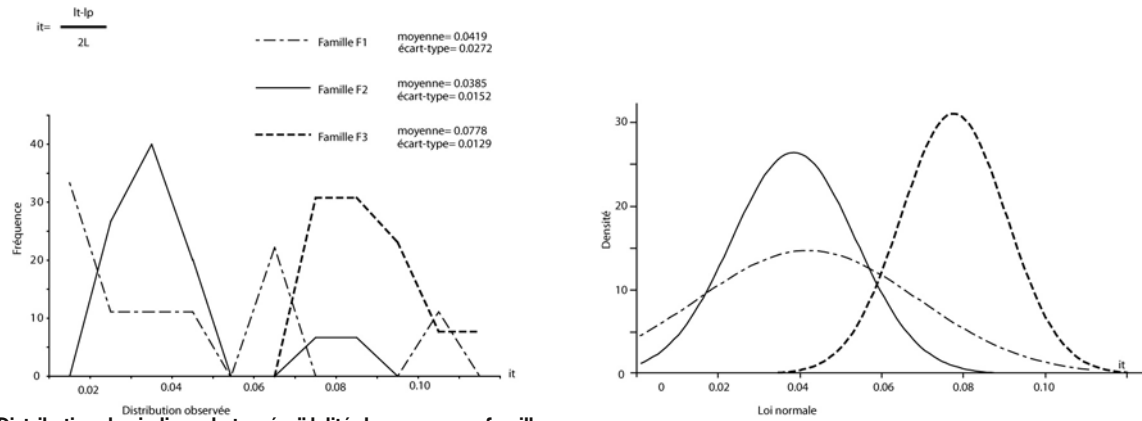 it= lt-lp
2L
Famille F1 moyenne= 0.0419
écart-type= 0.0272
Famille F2 moyenne= 0.0385
écart-type= 0.0152
Famille F3 moyenne= 0.0778
écart-type= 0.0129
Fréquence
40
30
20
10
0
0.02 0.04 0.06 0.08 0.10 it
Distribution observée
Densité
30
20
10
0
0 0.02 0.04 0.06 0.08 0.10 it
Loi normale